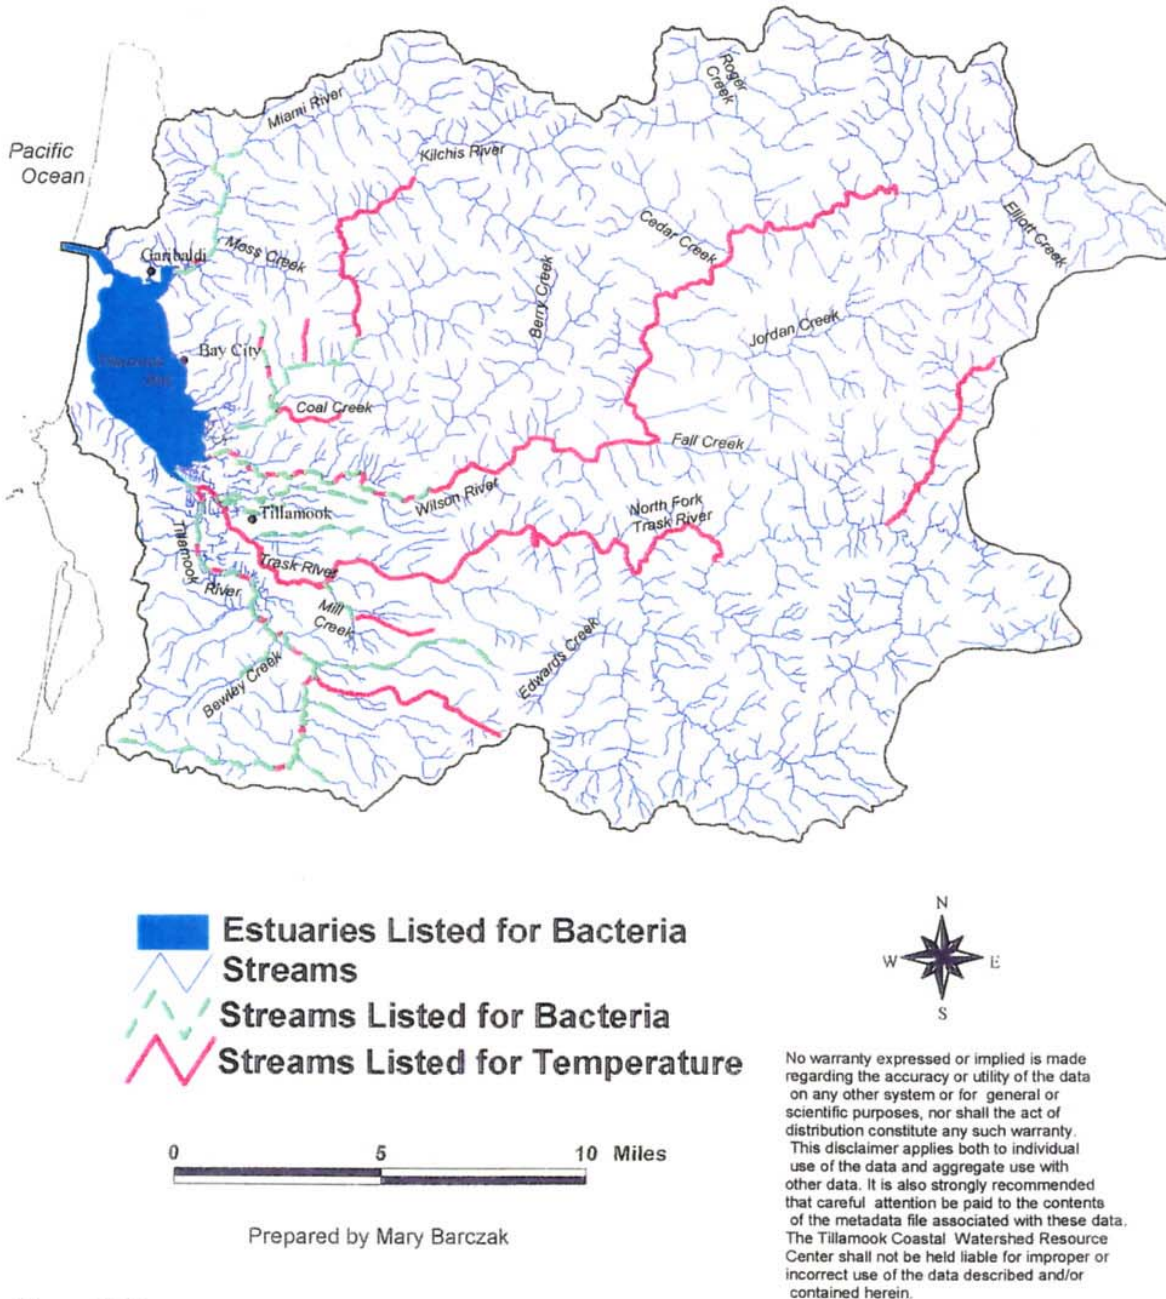 Roger
Creek
Miami River
Pacific
Ocean
Kilchis River
Elliott Creek
Cedar Creek
Moss Creek
Garibaldi
Berry Creek
Jordan Creek
Bay City
Coal Creek
Fall Creek
Wilson River
North Fork
Trask River
Tillamook
Tillamook
River
Trask River
Mill
Creek
Edwards Creek
Bewley Creek
Estuaries Listed for Bacteria
Streams
Streams Listed for Bacteria
Streams Listed for Temperature
N
W E
S
0 5 10 Miles
Prepared by Mary Barczak
No warranty expressed or implied is made
regarding the accuracy or utility of the data
on any other system or for general or
scientific purposes, nor shall the act of
distribution constitute any such warranty.
This disclaimer applies both to individual
use of the data and aggregate use with
other data. It is also strongly recommended
that careful attention be paid to the contents
of the metadata file associated with these data.
The Tillamook Coastal Watershed Resource
Center shall not be held liable for improper or
incorrect use of the data described and/or
contained herein.